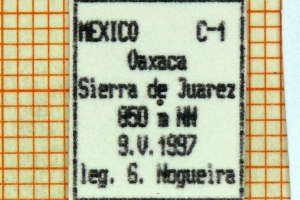 MEXICO C-1
Oaxaca
Sierra de Juarez
850 m NN
9.V.1997
leg. G. Nogueira